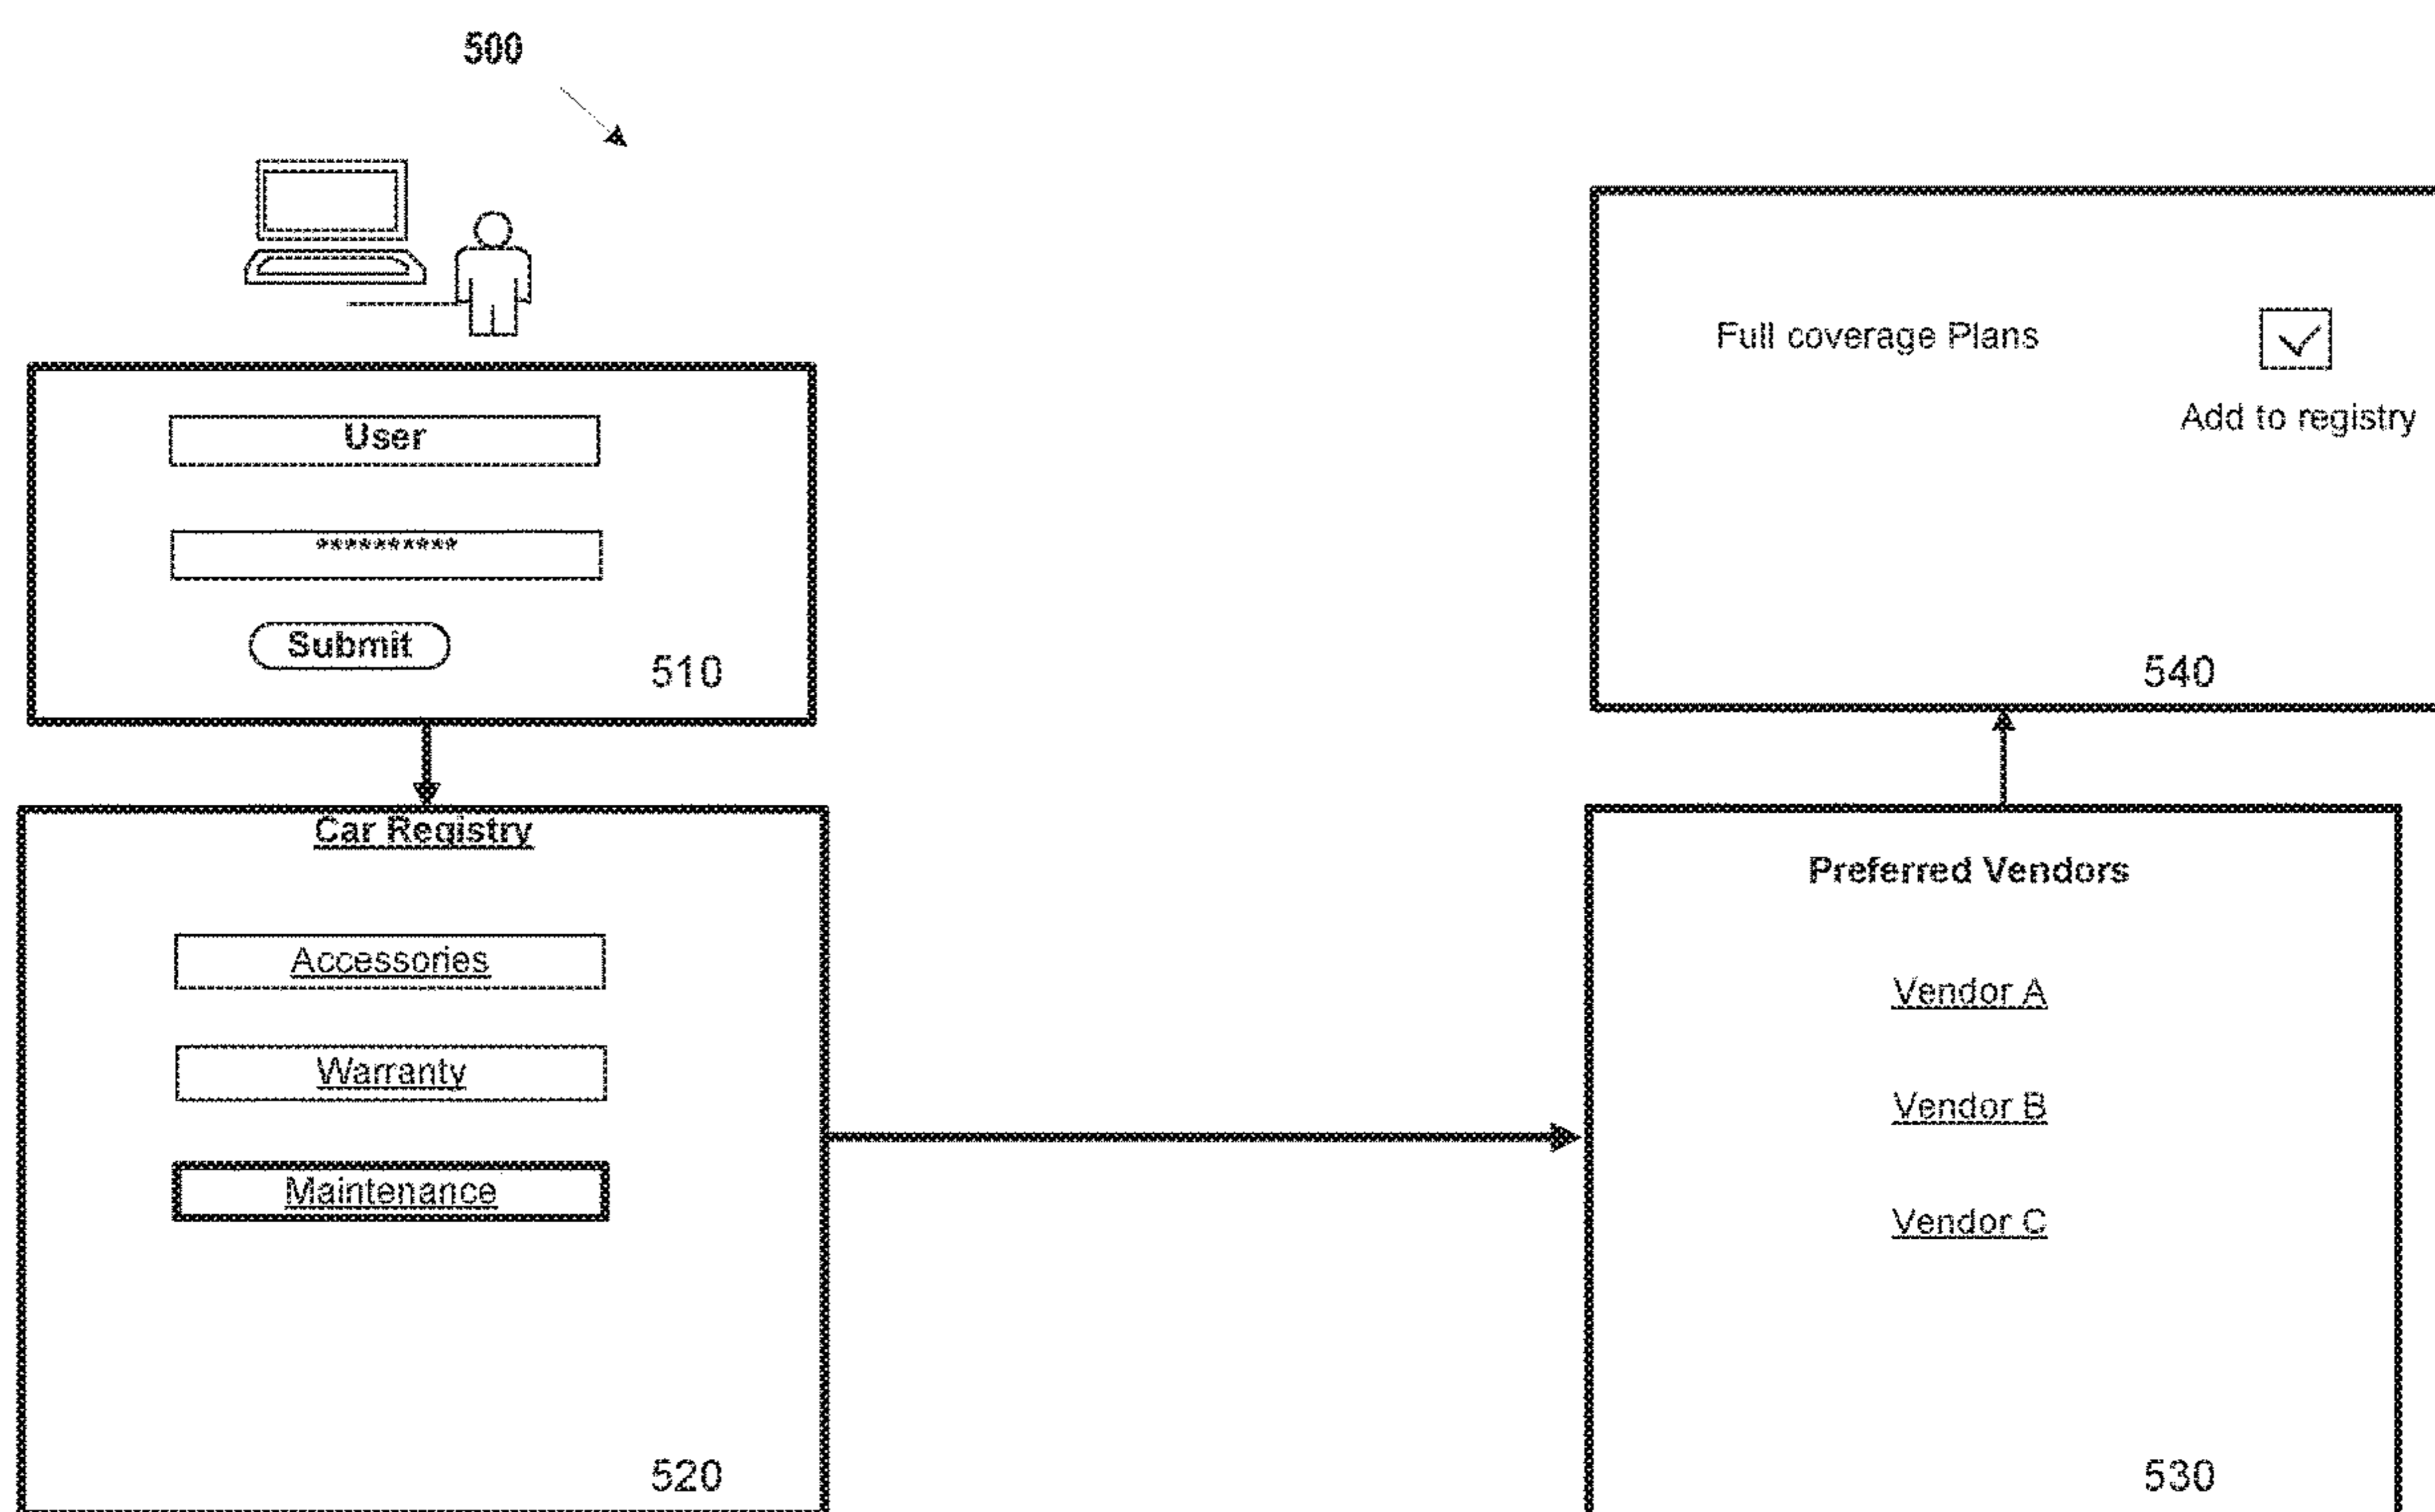 500
User
**********
Submit
510
Car Registry
Accessories
Warranty
Maintenance
520
Preferred Vendors
Vendor A
Vendor B
Vendor C
530
Full coverage Plans
Add to registry
540